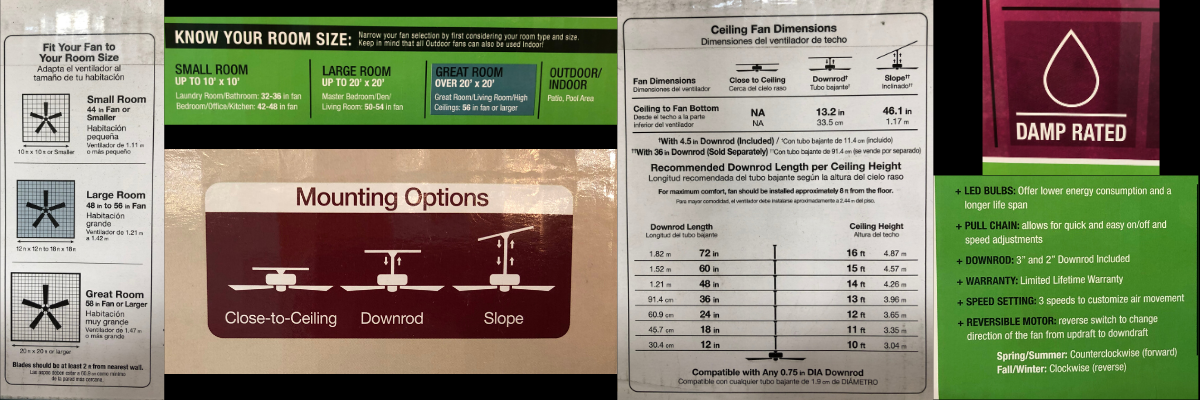 Fit Your Fan to
Your Room Size
Adapta el ventilador al
tamaño de tu habitación
Small Room
44 in Fan or
Smaller
Habitación
pequeña
Ventilador de 1.11 m
o más pequeño
10 ft x 10 ft or Smaller
Large Room
48 in to 56 in Fan
Habitación
grande
Ventilador de 1.21 m
a 1.42 m
12 ft x 12 ft to 18 ft x 18 ft
Great Room
58 in Fan or Larger
Habitación
muy grande
Ventilador de 1.47 m
o más grande
20 ft x 20 ft or larger
Blades should be at least 2 ft from nearest wall.
KNOW YOUR ROOM SIZE:
Narrow your fan selection by first considering your room type and size.
Keep in mind that all Outdoor fans can also be used Indoor!
SMALL ROOM
UP TO 10' x 10'
Laundry Room/Bathroom: 32-36 in fan
Bedroom/Office/Kitchen: 42-48 in fan
LARGE ROOM
UP TO 20' x 20'
Master Bedroom/Den/
Living Room: 50-54 in fan
GREAT ROOM
OVER 20' x 20'
Great Room/Living Room/High
Ceilings: 56 in fan or larger
OUTDOOR/
INDOOR
Patio, Pool Area
Mounting Options
Close-to-Ceiling Downrod Slope
Ceiling Fan Dimensions
Dimensiones del ventilador de techo
Fan Dimensions Close to Ceiling Downrod† Slope††
Dimensiones del ventilador Cerca del cielo raso Tubo bajante† Inclinado††
Ceiling to Fan Bottom NA 13.2 in 46.1 in
Desde el techo a la parte
inferior del ventilador NA 33.5 cm 1.17 m
†With 4.5 in Downrod (Included) / †Con tubo bajante de 11.4 cm (incluido)
††With 36 in Downrod (Sold Separately) ††Con tubo bajante de 91.4 cm (se vende por separado)
Recommended Downrod Length per Ceiling Height
Longitud recomendada del tubo bajante según la altura del cielo raso
For maximum comfort, fan should be installed approximately 8 ft from the floor.
Para mayor comodidad, el ventilador debe instalarse aproximadamente a 2.44 m del piso.
Downrod Length Ceiling Height
Longitud del tubo bajante Altura del techo
1.82 m 72 in 16 ft 4.87 m
1.52 m 60 in 15 ft 4.57 m
1.21 m 48 in 14 ft 4.26 m
91.4 cm 36 in 13 ft 3.96 m
60.9 cm 24 in 12 ft 3.65 m
45.7 cm 18 in 11 ft 3.35 m
30.4 cm 12 in 10 ft 3.04 m
Compatible with Any 0.75 in DIA Downrod
Compatible con cualquier tubo bajante de 1.9 cm de DIÁMETRO
DAMP RATED
+ LED BULBS: Offer lower energy consumption and a
longer life span
+ PULL CHAIN: allows for quick and easy on/off and
speed adjustments
+ DOWNROD: 3" and 2" Downrod Included
+ WARRANTY: Limited Lifetime Warranty
+ SPEED SETTING: 3 speeds to customize air movement
+ REVERSIBLE MOTOR: reverse switch to change
direction of the fan from updraft to downdraft
Spring/Summer: Counterclockwise (forward)
Fall/Winter: Clockwise (reverse)